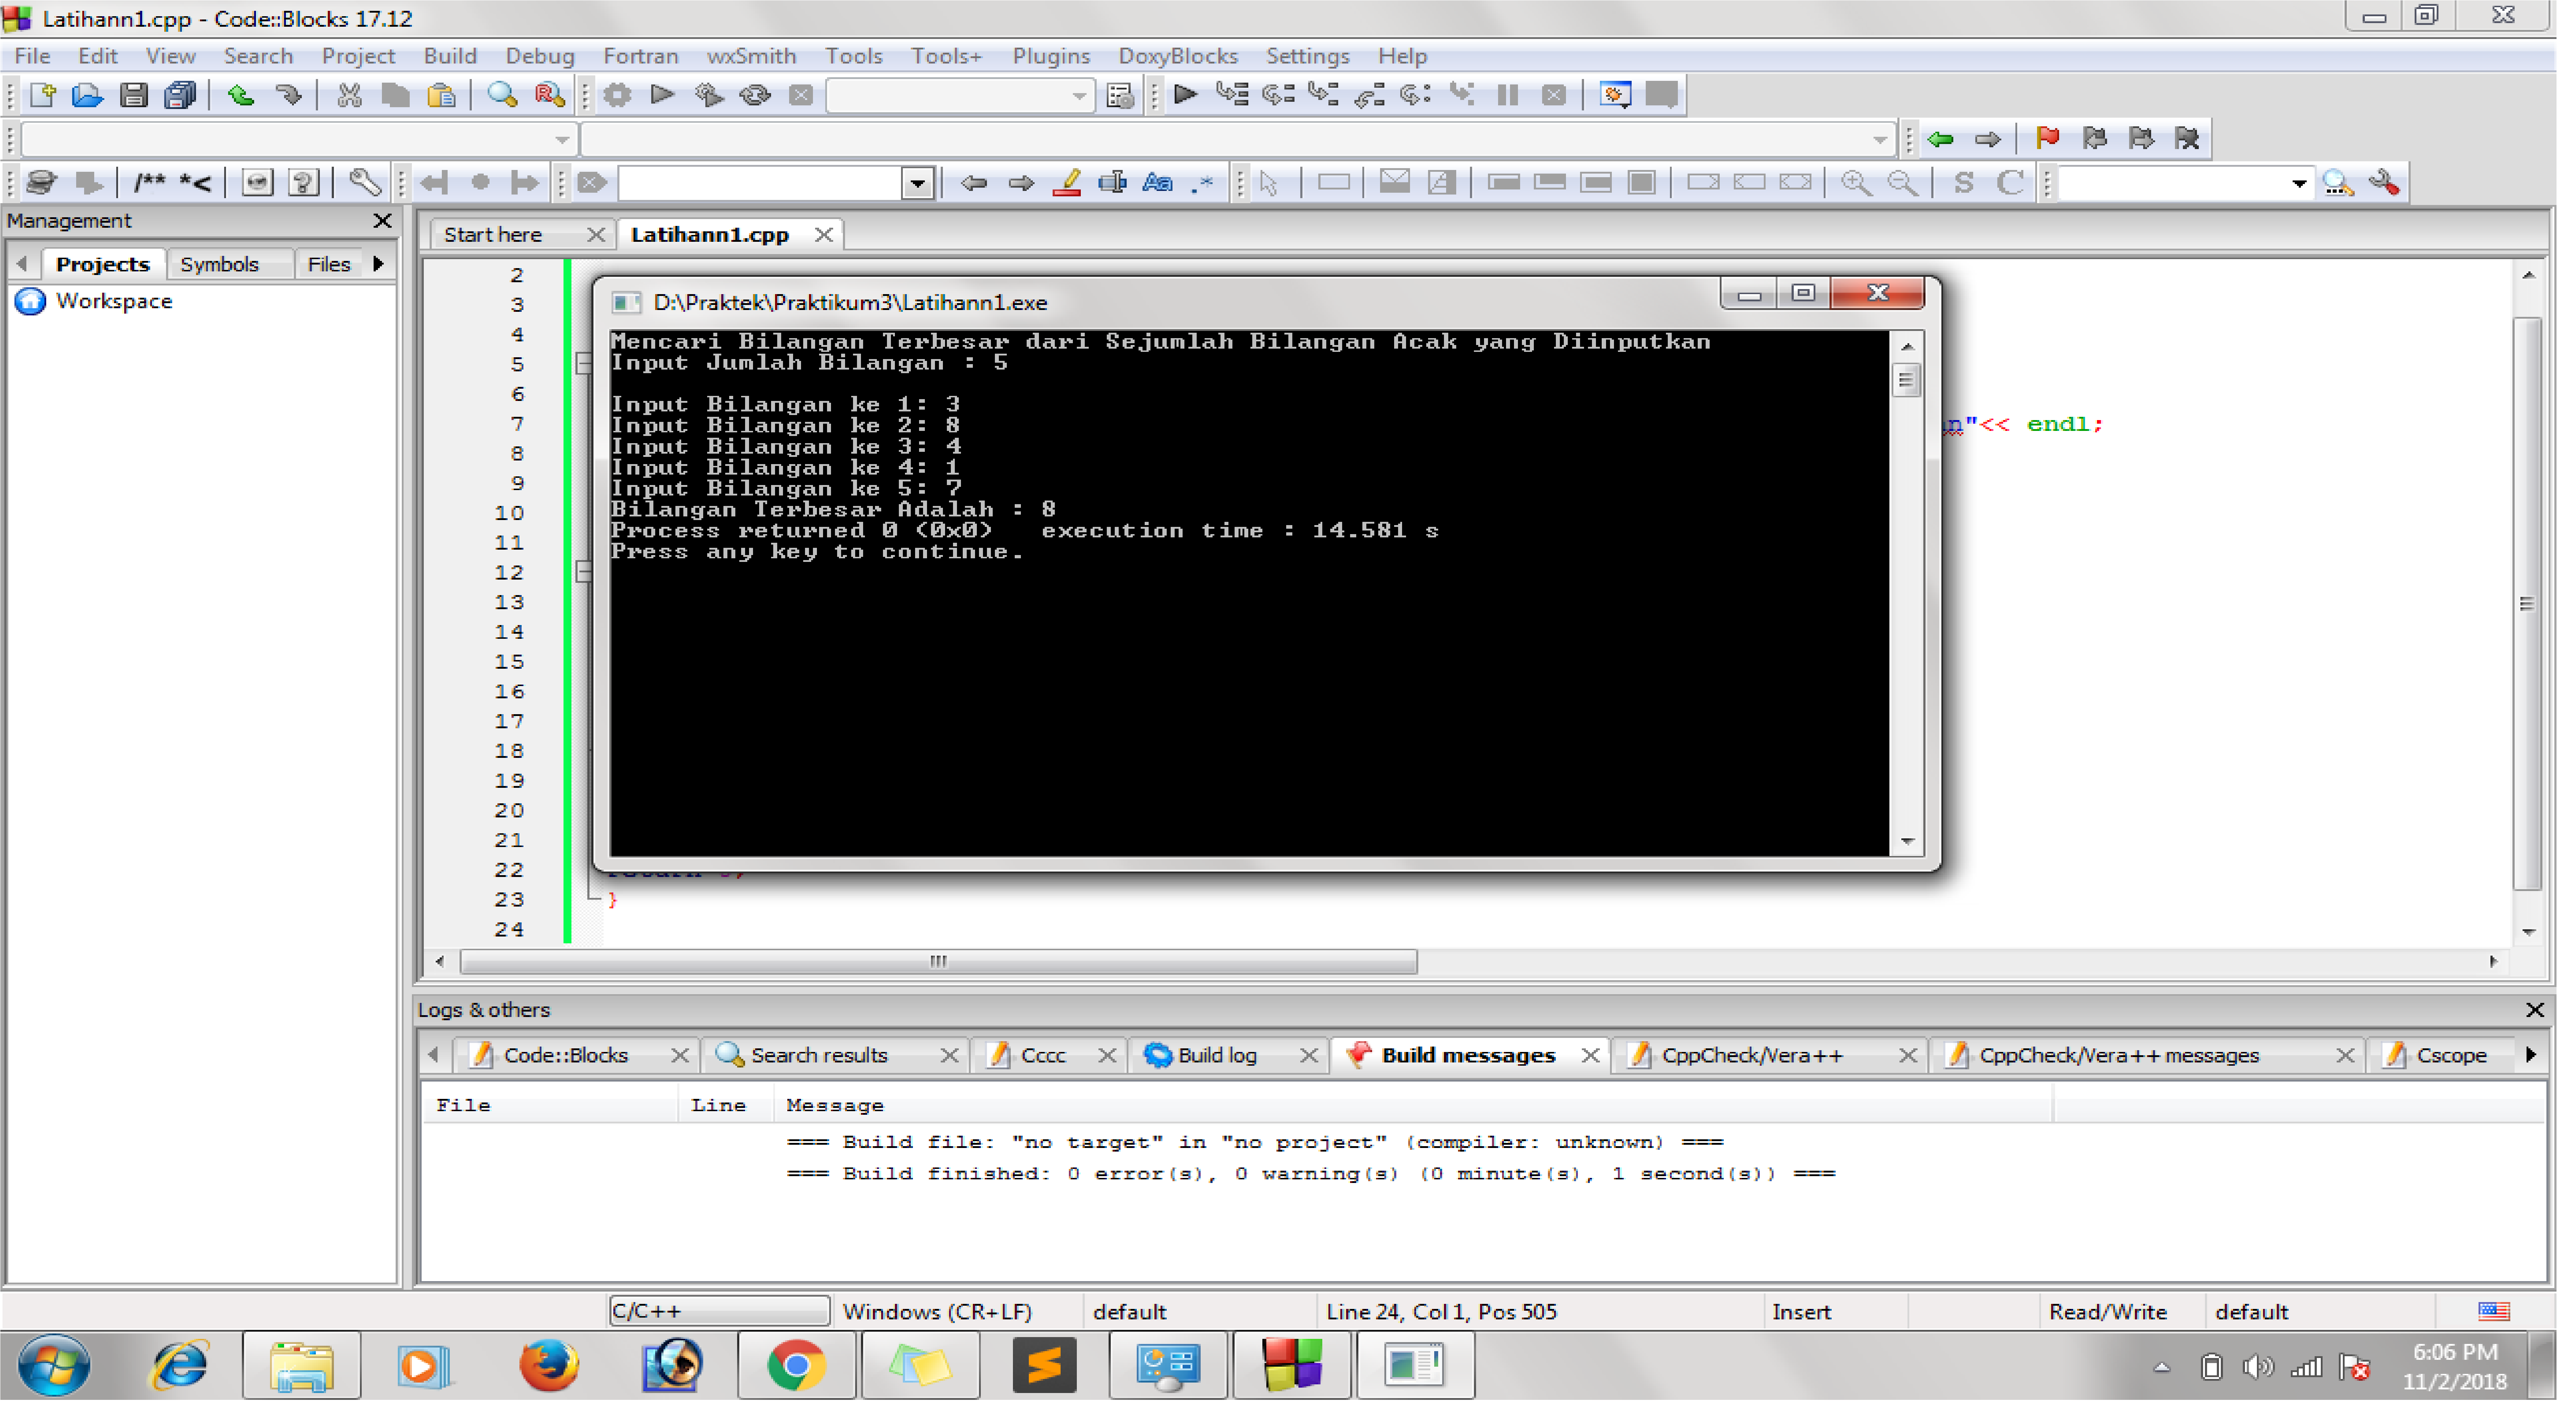 Latihann1.cpp - Code::Blocks 17.12
File Edit View Search Project Build Debug Fortran wxSmith Tools Tools+ Plugins DoxyBlocks Settings Help
/** *<
Aa .*
S C
Management
Projects Symbols Files
Workspace
Start here Latihann1.cpp
2
3
4
5
6
7 n"<< endl;
8
9
10
11
12
13
14
15
16
17
18
19
20
21
22
23 }
24
D:\Praktek\Praktikum3\Latihann1.exe
Mencari Bilangan Terbesar dari Sejumlah Bilangan Acak yang Diinputkan
Input Jumlah Bilangan : 5
Input Bilangan ke 1: 3
Input Bilangan ke 2: 8
Input Bilangan ke 3: 4
Input Bilangan ke 4: 1
Input Bilangan ke 5: 7
Bilangan Terbesar Adalah : 8
Process returned 0 (0x0) execution time : 14.581 s
Press any key to continue.
Logs & others
Code::Blocks Search results Cccc Build log Build messages CppCheck/Vera++ CppCheck/Vera++ messages Cscope
File Line Message
=== Build file: "no target" in "no project" (compiler: unknown) ===
=== Build finished: 0 error(s), 0 warning(s) (0 minute(s), 1 second(s)) ===
C/C++ Windows (CR+LF) default Line 24, Col 1, Pos 505 Insert Read/Write default
6:06 PM
11/2/2018